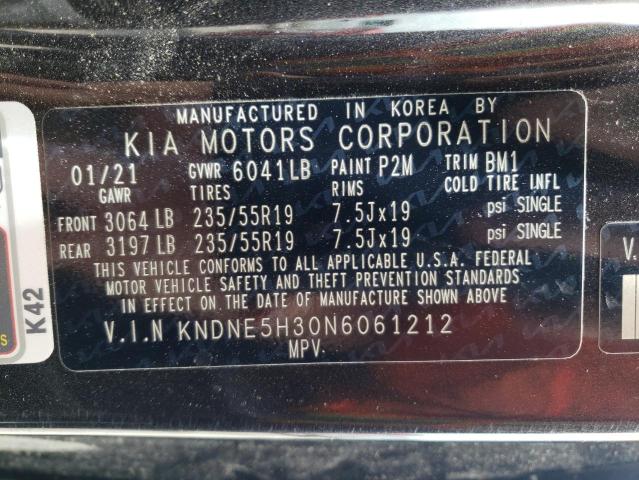 MANUFACTURED IN KOREA BY
KIA MOTORS CORPORATION
01/21 GVWR 6041LB PAINT P2M TRIM BM1
GAWR TIRES RIMS COLD TIRE INFL
FRONT 3064 LB 235/55R19 7.5Jx19 psi SINGLE
REAR 3197 LB 235/55R19 7.5Jx19 psi SINGLE
THIS VEHICLE CONFORMS TO ALL APPLICABLE U.S.A. FEDERAL
MOTOR VEHICLE SAFETY AND THEFT PREVENTION STANDARDS
IN EFFECT ON THE DATE OF MANUFACTURE SHOWN ABOVE
V.I.N KNDNE5H30N6061212
MPV
K42
V.